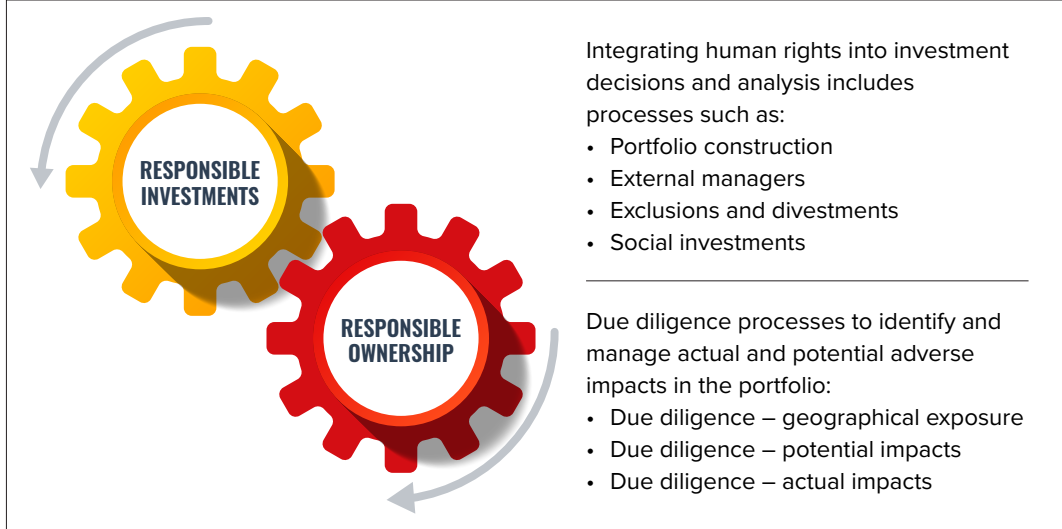 RESPONSIBLE
INVESTMENTS
RESPONSIBLE
OWNERSHIP
Integrating human rights into investment
decisions and analysis includes
processes such as:
• Portfolio construction
• External managers
• Exclusions and divestments
• Social investments
Due diligence processes to identify and
manage actual and potential adverse
impacts in the portfolio:
• Due diligence – geographical exposure
• Due diligence – potential impacts
• Due diligence – actual impacts